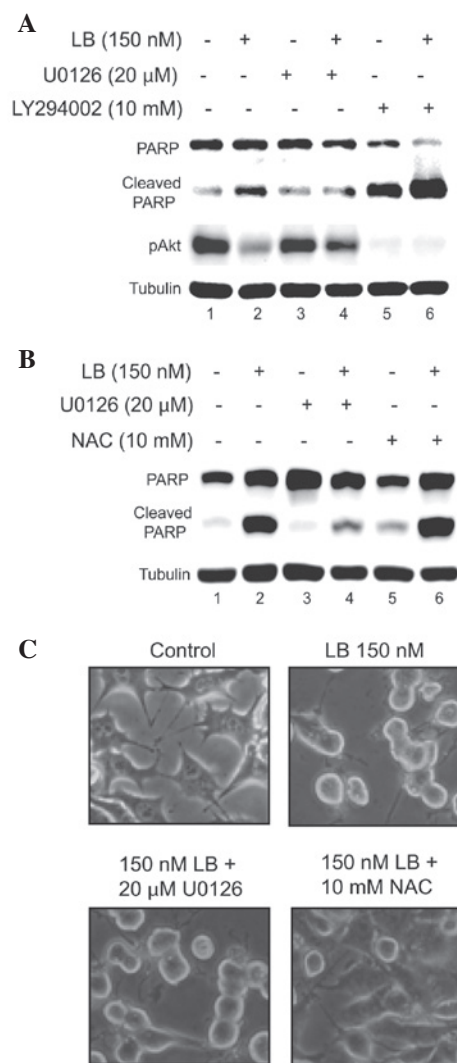 A
LB (150 nM) - + - + - +
U0126 (20 µM) - - + + - -
LY294002 (10 mM) - - - - + +
PARP
Cleaved
PARP
pAkt
Tubulin
1 2 3 4 5 6
B
LB (150 nM) - + - + - +
U0126 (20 µM) - - + + - -
NAC (10 mM) - - - - + +
PARP
Cleaved
PARP
Tubulin
1 2 3 4 5 6
C
Control LB 150 nM
150 nM LB +
20 µM U0126
150 nM LB +
10 mM NAC